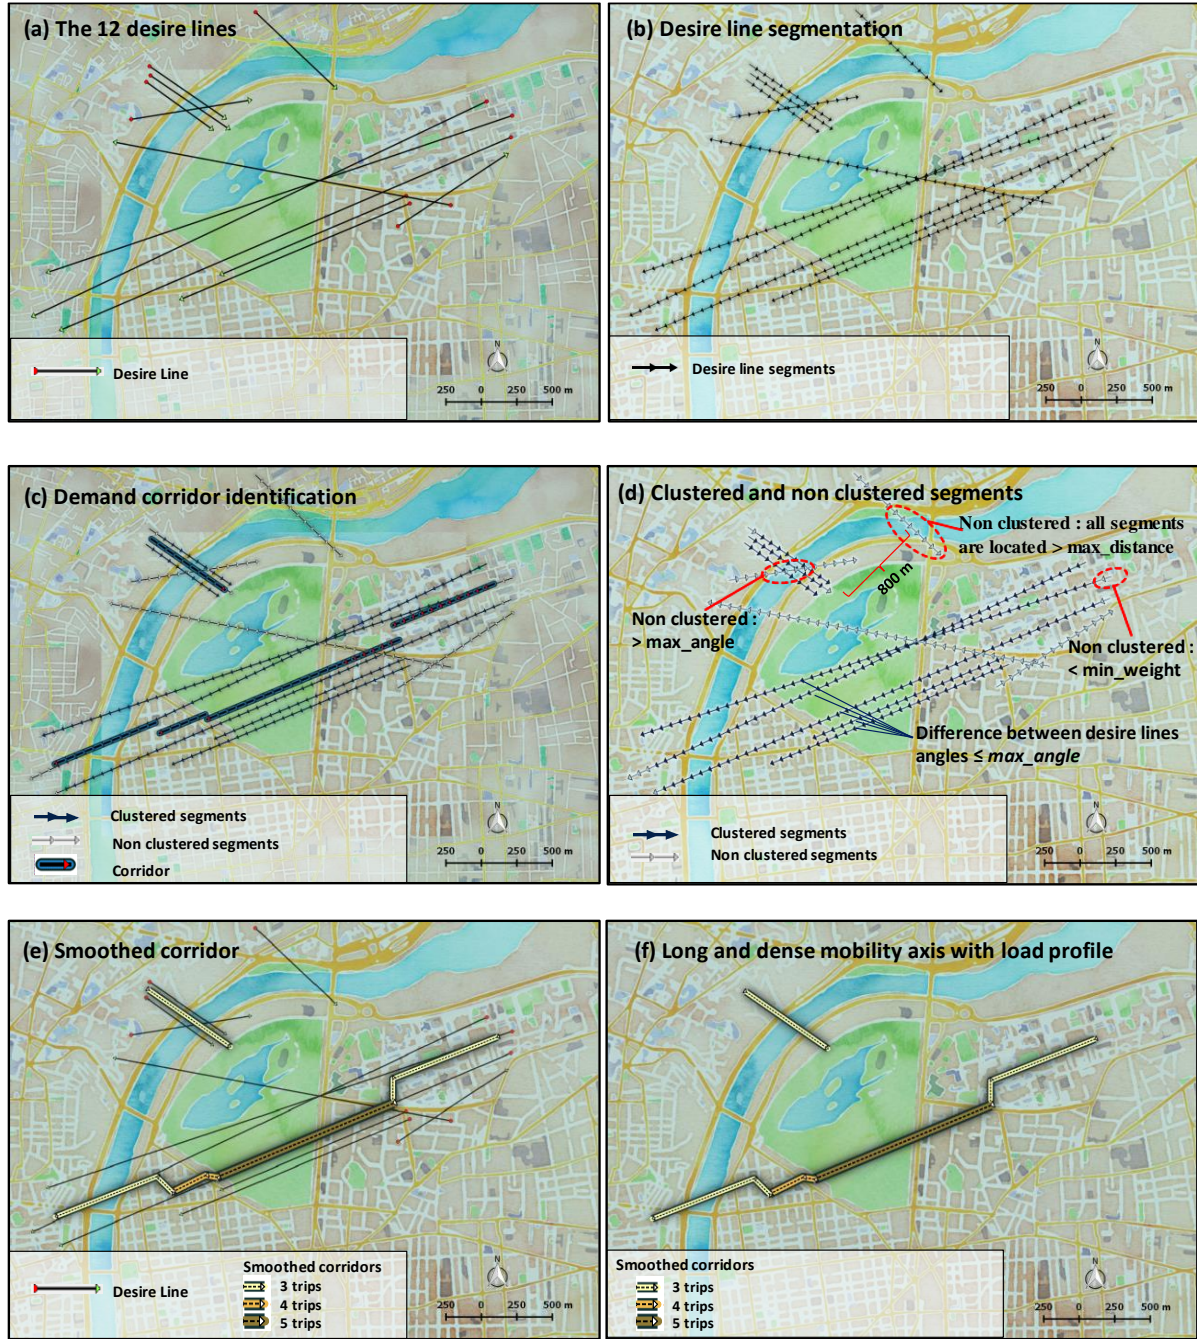 (a) The 12 desire lines
N
Desire Line
250 0 250 500 m
(b) Desire line segmentation
N
Desire line segments
250 0 250 500 m
(c) Demand corridor identification
N
Clustered segments
Non clustered segments
Corridor
250 0 250 500 m
(d) Clustered and non clustered segments
Non clustered : all segments
are located > max_distance
800 m
Non clustered :
> max_angle
Non clustered :
< min_weight
Difference between desire lines
angles ≤ max_angle
N
Clustered segments
Non clustered segments
250 0 250 500 m
(e) Smoothed corridor
N
Desire Line
Smoothed corridors
3 trips
4 trips
5 trips
250 0 250 500 m
(f) Long and dense mobility axis with load profile
N
Smoothed corridors
3 trips
4 trips
5 trips
250 0 250 500 m